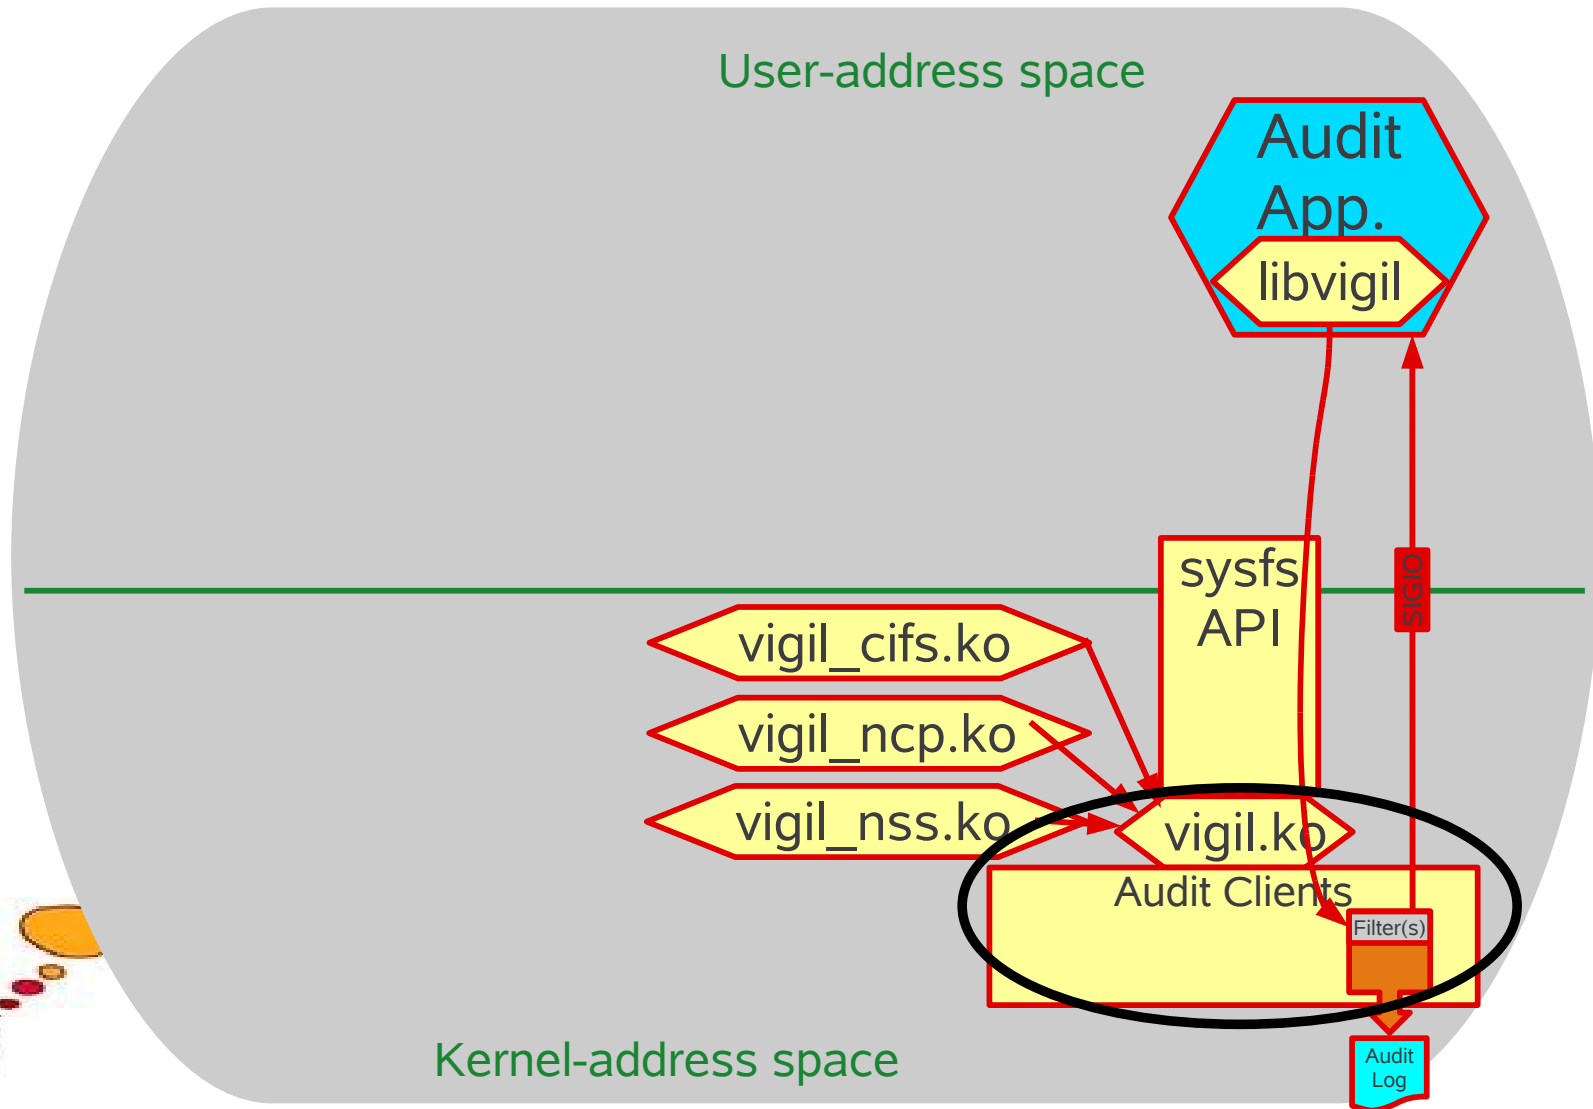 User-address space
Audit
App.
libvigil
sysfs
API
SIGIO
vigil_cifs.ko
vigil_ncp.ko
vigil_nss.ko
vigil.ko
Audit Clients
Filter(s)
Kernel-address space
Audit
Log